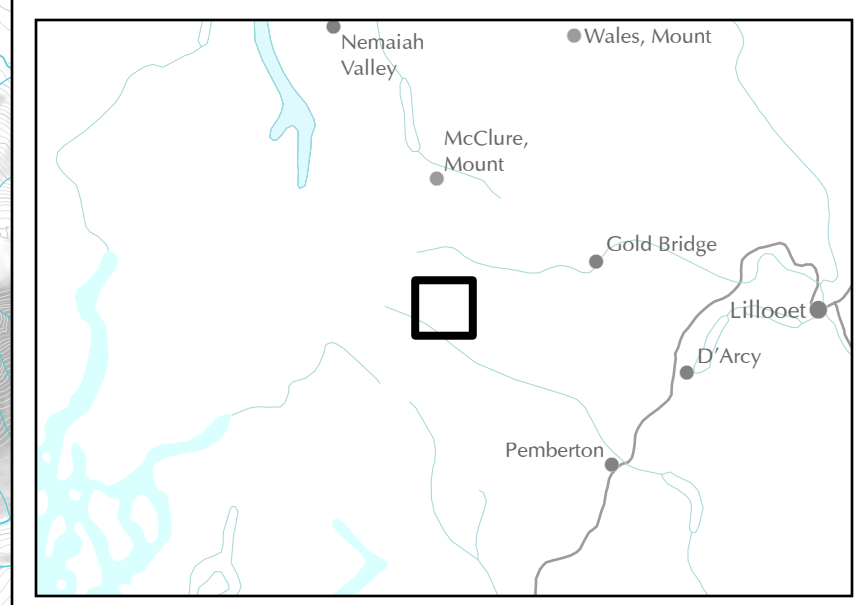 Nemaiah
Valley
Wales, Mount
McClure,
Mount
Gold Bridge
Lillooet
D'Arcy
Pemberton